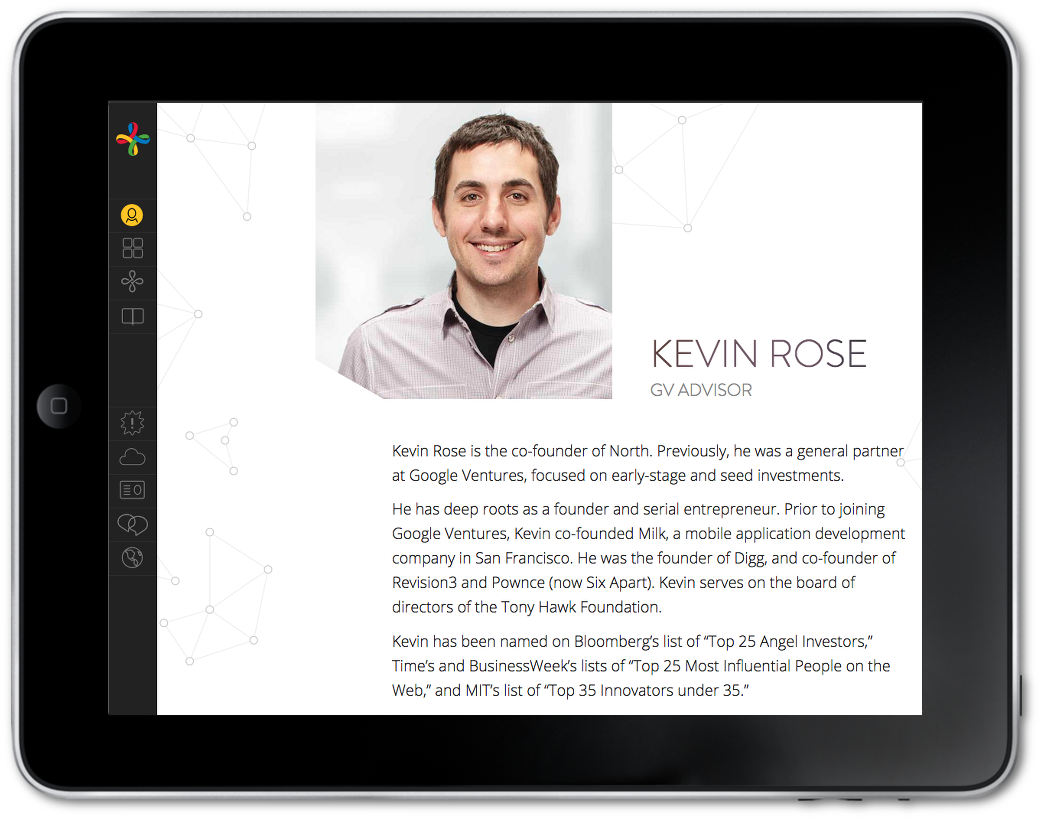 KEVIN ROSE
GV ADVISOR
Kevin Rose is the co-founder of North. Previously, he was a general partner
at Google Ventures, focused on early-stage and seed investments.
He has deep roots as a founder and serial entrepreneur. Prior to joining
Google Ventures, Kevin co-founded Milk, a mobile application development
company in San Francisco. He was the founder of Digg, and co-founder of
Revision3 and Pownce (now Six Apart). Kevin serves on the board of
directors of the Tony Hawk Foundation.
Kevin has been named on Bloomberg’s list of “Top 25 Angel Investors,”
Time’s and BusinessWeek’s lists of “Top 25 Most Influential People on the
Web,” and MIT’s list of “Top 35 Innovators under 35.”